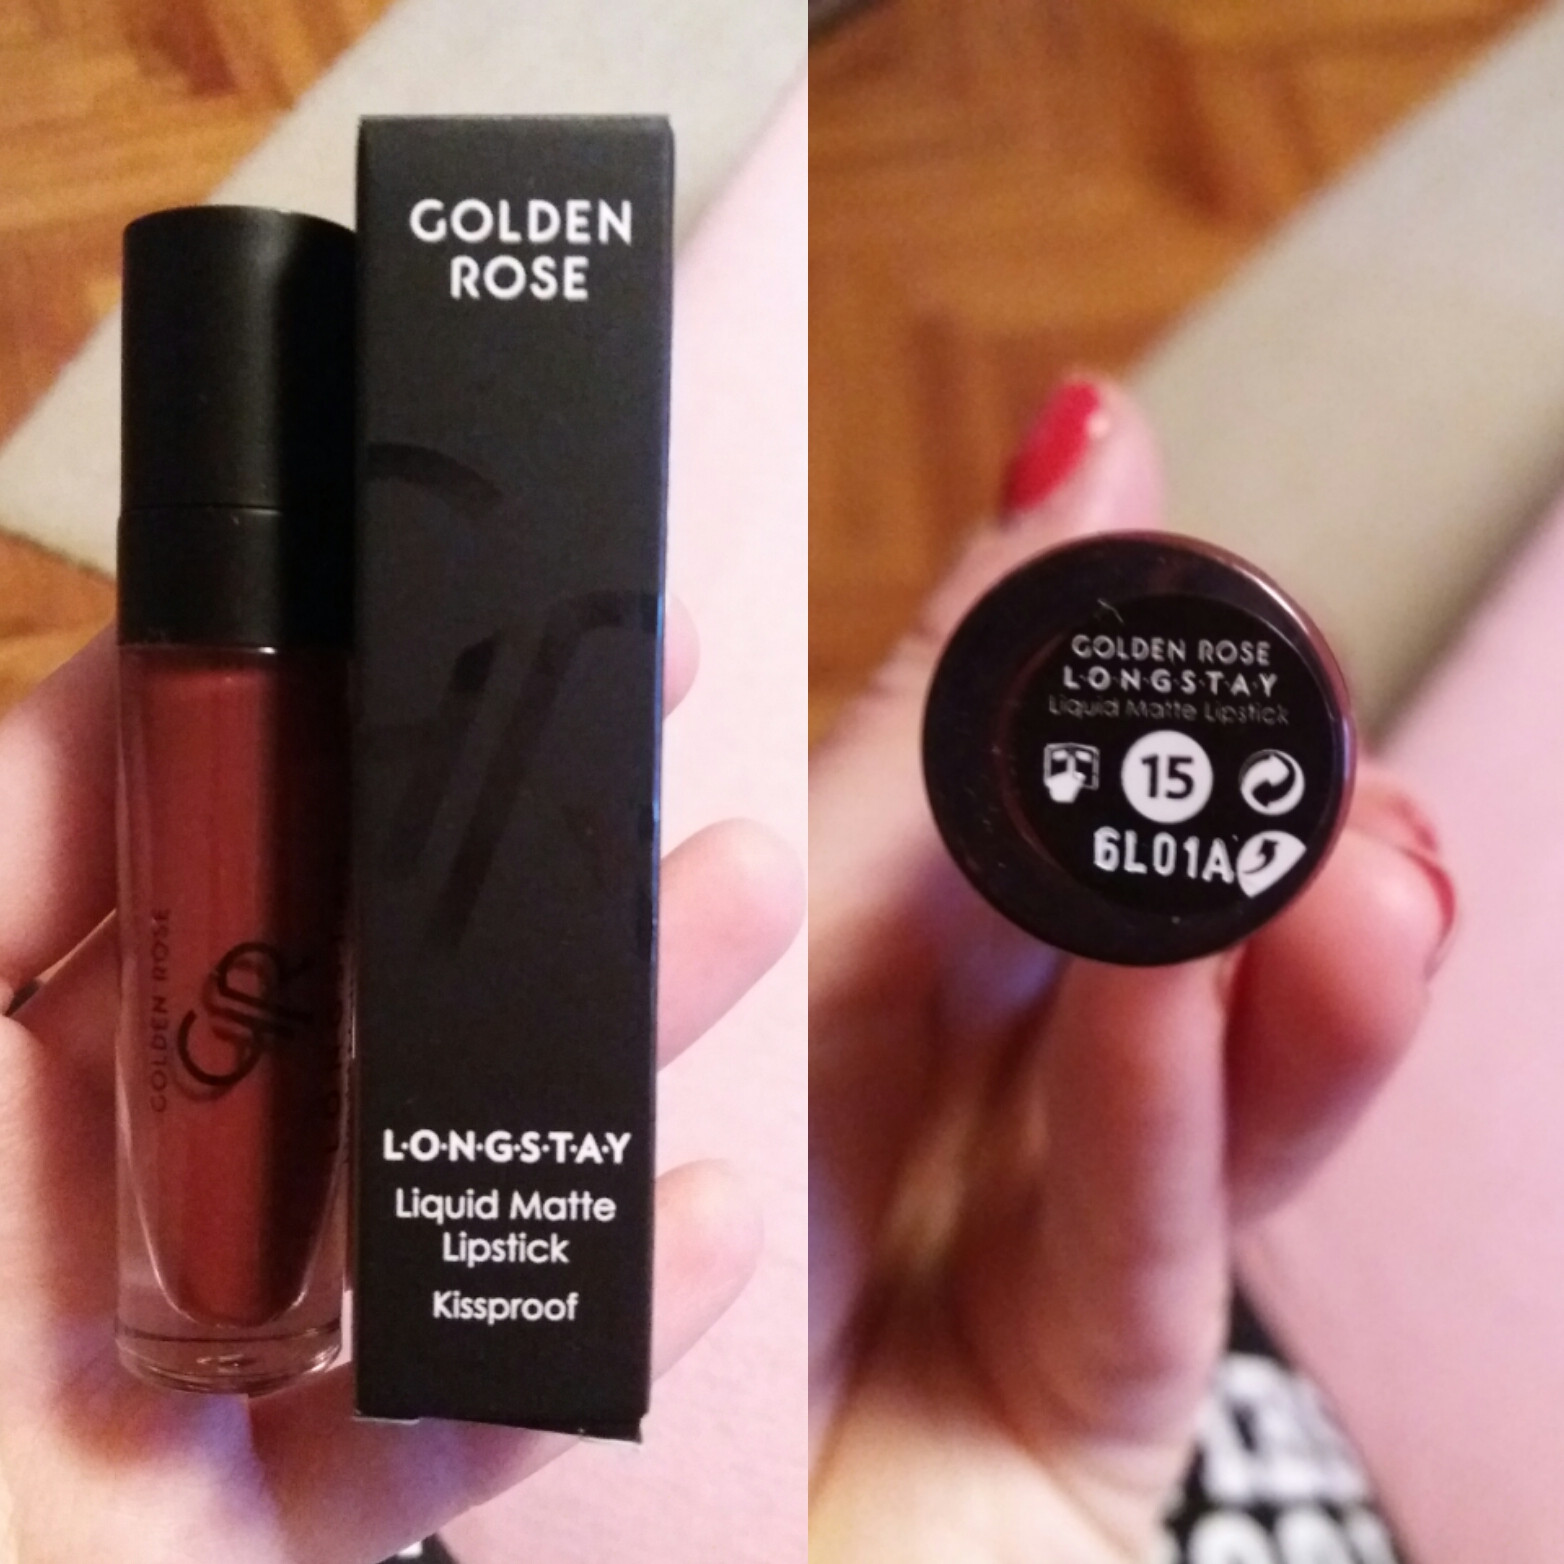 GOLDEN
ROSE
GOLDEN ROSE
GR
L·O·N·G·S·T·A·Y
Liquid Matte
Lipstick
Kissproof
GOLDEN ROSE
L·O·N·G·S·T·A·Y
Liquid Matte Lipstick
15
6L01A